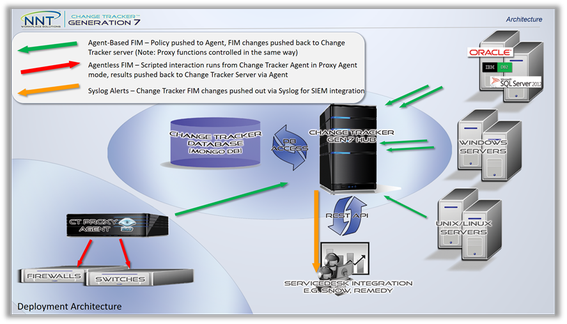 NNT
CHANGE TRACKER™
GENERATION 7
Architecture
Agent-Based FIM – Policy pushed to Agent, FIM changes pushed back to Change
Tracker server (Note: Proxy functions controlled in the same way)
Agentless FIM – Scripted interaction runs from Change Tracker Agent in Proxy Agent
mode, results pushed back to Change Tracker Server via Agent
Syslog Alerts – Change Tracker FIM changes pushed out via Syslog for SIEM integration
ORACLE
IBM
SQL Server
CHANGE TRACKER
DATABASE
(MONGO DB)
DB
ACCESS
CHANGETRACKER
GEN 7 HUB
WINDOWS
SERVERS
CT PROXY
AGENT
REST API
UNIX/LINUX
SERVERS
FIREWALLS
SWITCHES
SERVICEDESK INTEGRATION
E.G. SNOW, REMEDY
Deployment Architecture